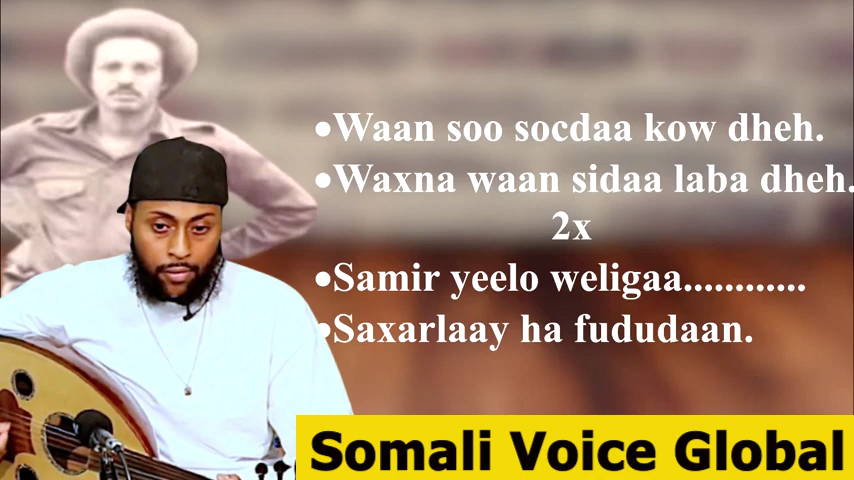 •Waan soo socdaa kow dheh.
•Waxna waan sidaa laba dheh.
2x
•Samir yeelo weligaa............
•Saxarlaay ha fududaan.
Somali Voice Global